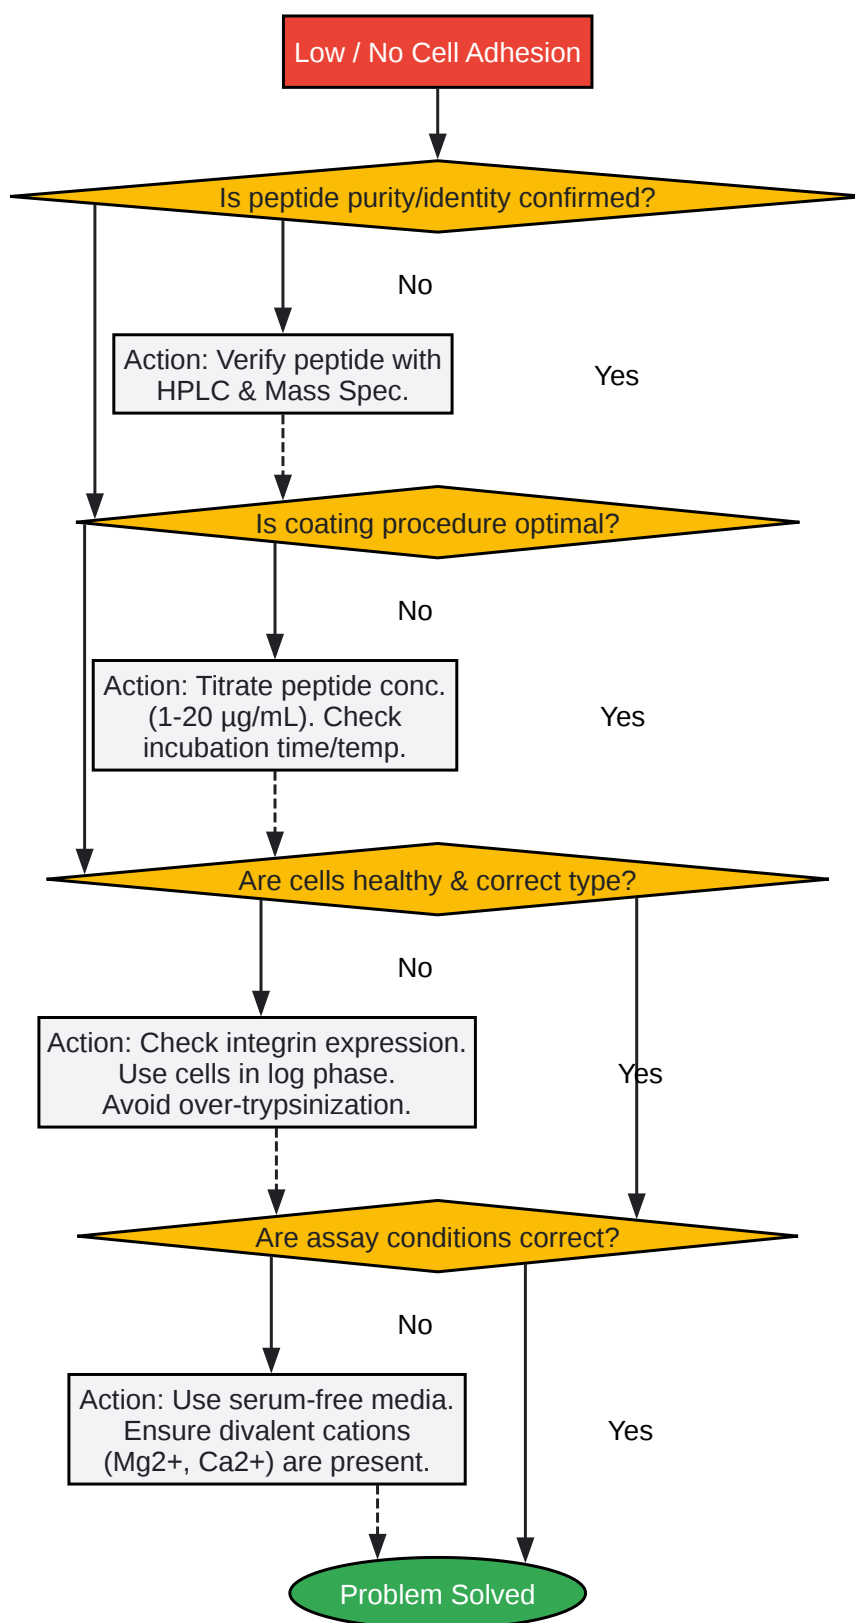 Low / No Cell Adhesion
Is peptide purity/identity confirmed?
No
Action: Verify peptide with
HPLC & Mass Spec.
Yes
Is coating procedure optimal?
No
Action: Titrate peptide conc.
(1-20 µg/mL). Check
incubation time/temp.
Yes
Are cells healthy & correct type?
No
Action: Check integrin expression.
Use cells in log phase.
Avoid over-trypsinization.
Yes
Are assay conditions correct?
No
Action: Use serum-free media.
Ensure divalent cations
(Mg2+, Ca2+) are present.
Yes
Problem Solved